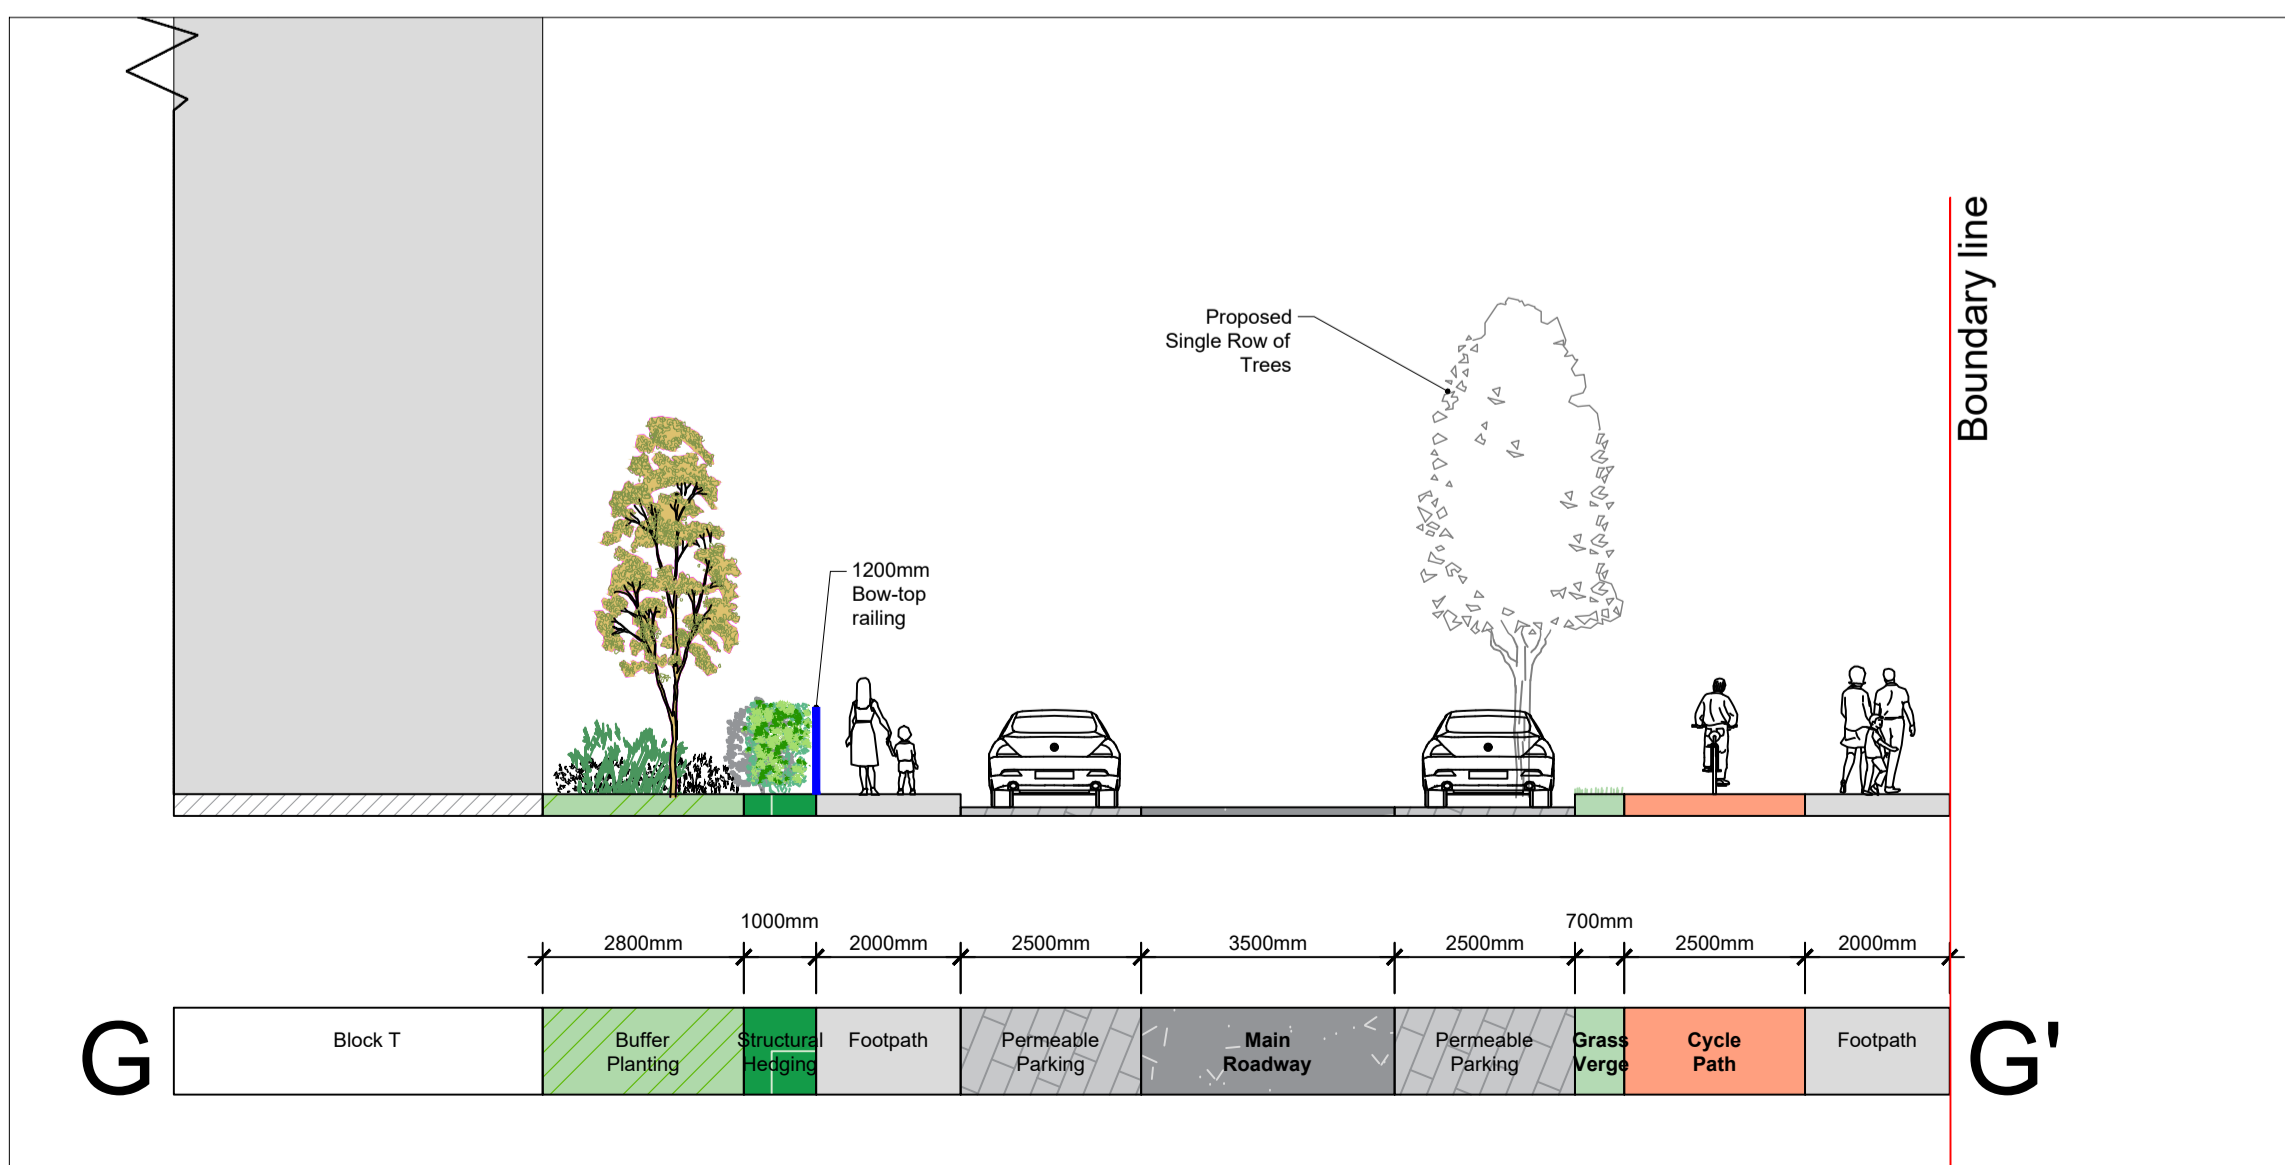 Boundary line
Proposed
Single Row of
Trees
1200mm
Bow-top
railing
1000mm
700mm
2800mm
2000mm
2500mm
3500mm
2500mm
2500mm
2000mm
G
Block T
Buffer
Planting
Structural
Hedging
Footpath
Permeable
Parking
Main
Roadway
Permeable
Parking
Grass
Verge
Cycle
Path
Footpath
G'